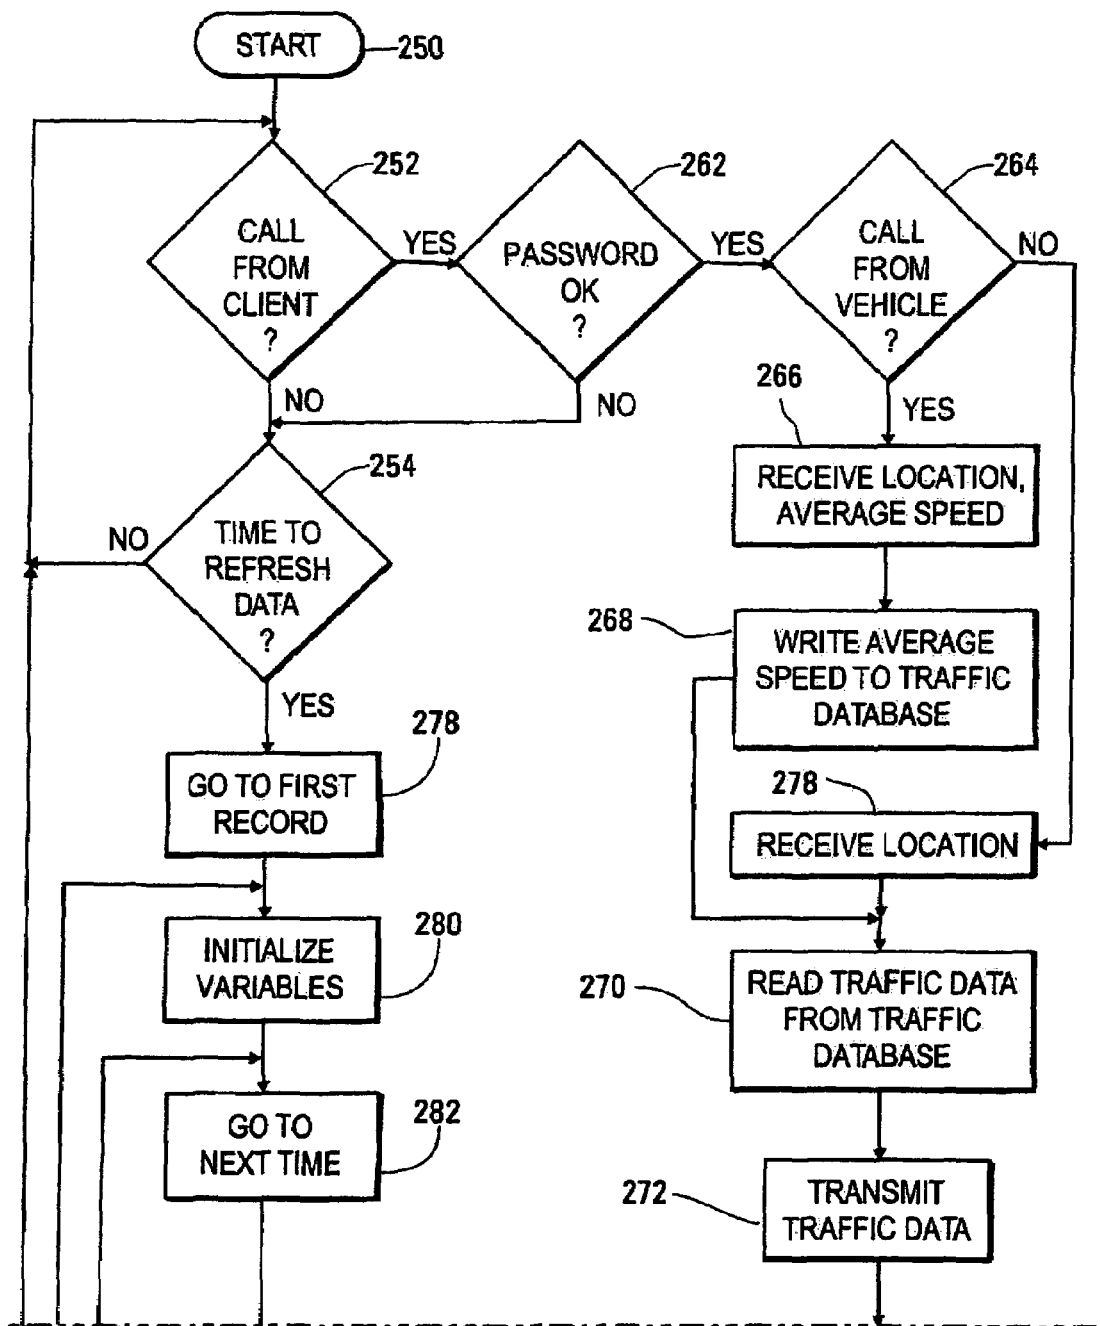 START
250
252
CALL
FROM
CLIENT
?
YES
NO
262
PASSWORD
OK
?
YES
NO
264
CALL
FROM
VEHICLE
?
NO
YES
254
TIME TO
REFRESH
DATA
?
NO
YES
266
RECEIVE LOCATION,
AVERAGE SPEED
268
WRITE AVERAGE
SPEED TO TRAFFIC
DATABASE
278
GO TO FIRST
RECORD
278
RECEIVE LOCATION
280
INITIALIZE
VARIABLES
270
READ TRAFFIC DATA
FROM TRAFFIC
DATABASE
282
GO TO
NEXT TIME
272
TRANSMIT
TRAFFIC DATA